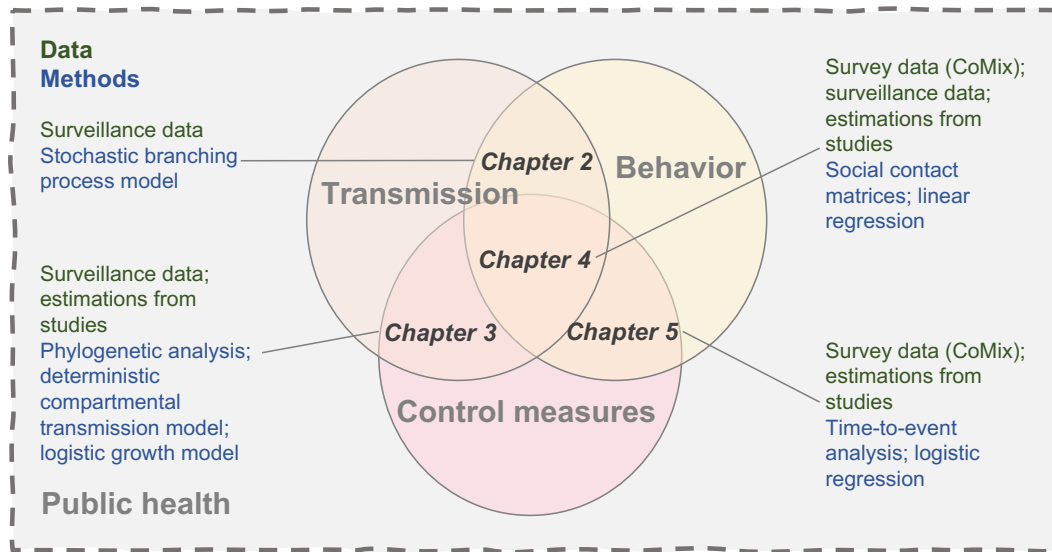 Data
Methods
Surveillance data
Stochastic branching
process model
Surveillance data;
estimations from
studies
Phylogenetic analysis;
deterministic
compartmental
transmission model;
logistic growth model
Public health
Transmission
Behavior
Control measures
Chapter 2
Chapter 4
Chapter 3
Chapter 5
Survey data (CoMix);
surveillance data;
estimations from
studies
Social contact
matrices; linear
regression
Survey data (CoMix);
estimations from
studies
Time-to-event
analysis; logistic
regression